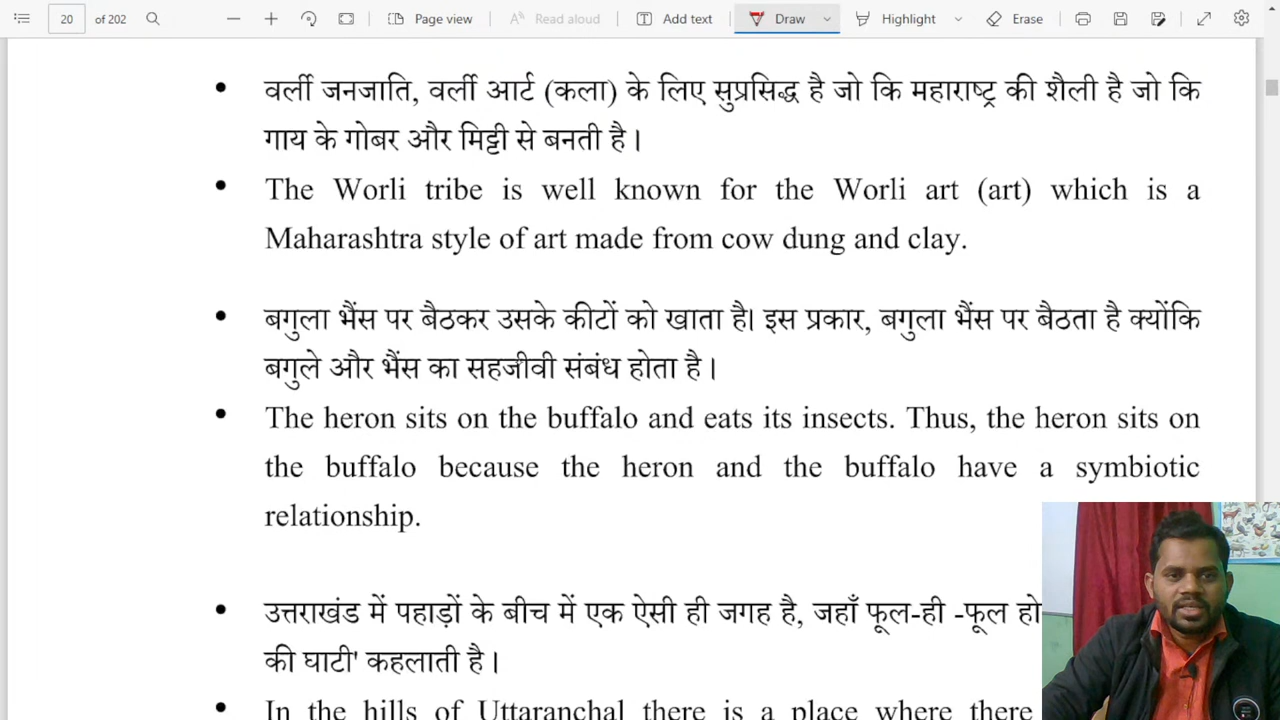 20 of 202 Page view Read aloud Add text Draw Highlight Erase
• वर्ली जनजाति, वर्ली आर्ट (कला) के लिए सुप्रसिद्ध है जो कि महाराष्ट्र की शैली है जो कि
गाय के गोबर और मिट्टी से बनती है।
• The Worli tribe is well known for the Worli art (art) which is a
Maharashtra style of art made from cow dung and clay.
• बगुला भैंस पर बैठकर उसके कीटों को खाता है। इस प्रकार, बगुला भैंस पर बैठता है क्योंकि
बगुले और भैंस का सहजीवी संबंध होता है।
• The heron sits on the buffalo and eats its insects. Thus, the heron sits on
the buffalo because the heron and the buffalo have a symbiotic
relationship.
• उत्तराखंड में पहाड़ों के बीच में एक ऐसी ही जगह है, जहाँ फूल-ही -फूल हो
की घाटी' कहलाती है।
• In the hills of Uttaranchal there is a place where there